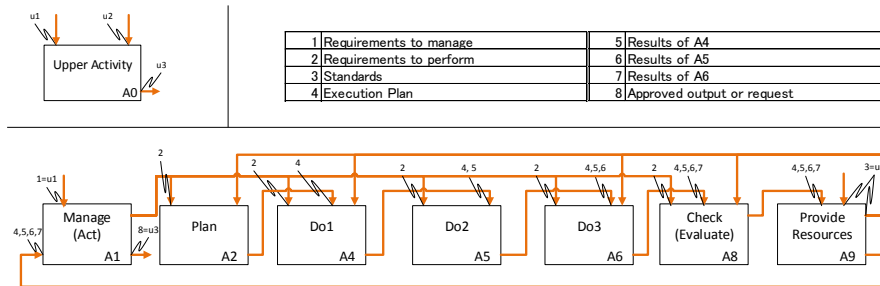 u1
u2
Upper Activity
A0
u3
1 Requirements to manage 5 Results of A4
2 Requirements to perform 6 Results of A5
3 Standards 7 Results of A6
4 Execution Plan 8 Approved output or request
1=u1
2
2
4
2
4, 5
2
4,5,6
2
4,5,6,7
4,5,6,7
3=u
4,5,6,7
Manage
(Act)
A1
8=u3
Plan
A2
Do1
A4
Do2
A5
Do3
A6
Check
(Evaluate)
A8
Provide
Resources
A9